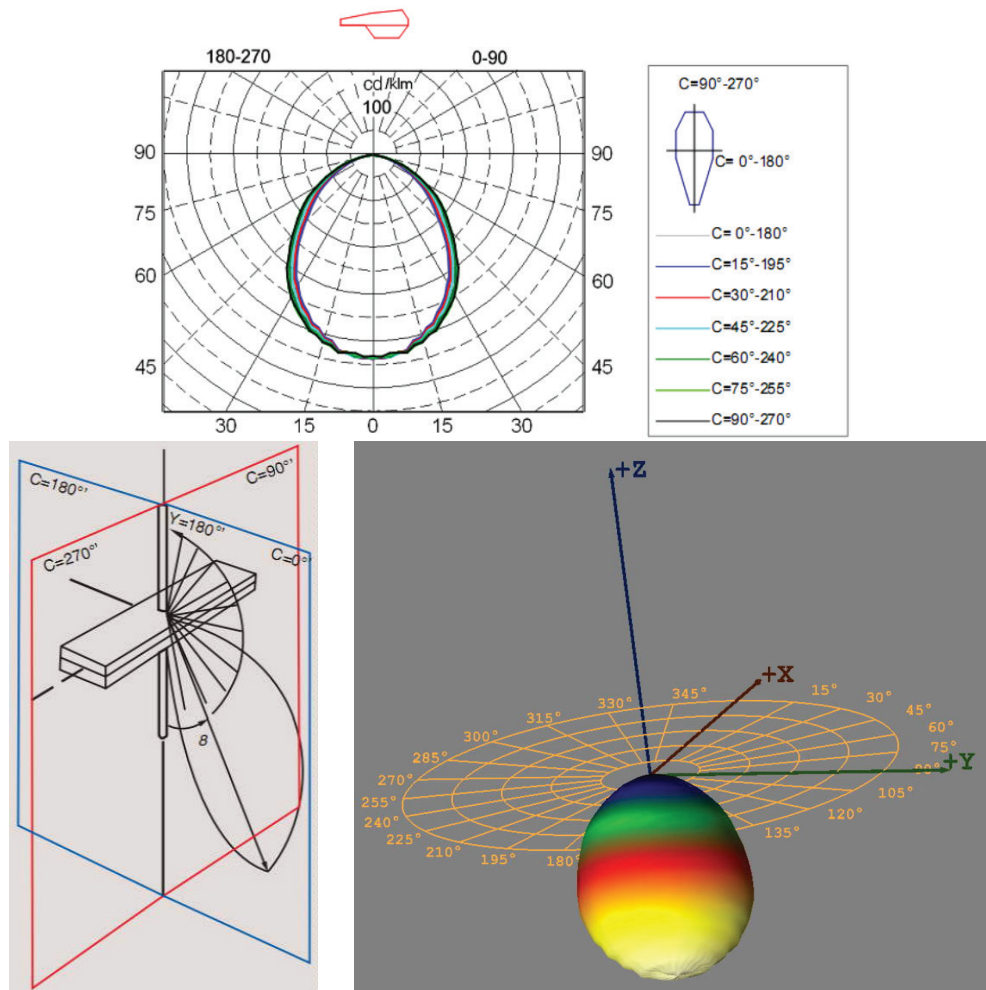 180-270 0-90
cd/klm
100
90 90
75 75
60 60
45 45
30 15 0 15 30
C=90°-270°
C= 0°-180°
C= 0°-180°
C=15°-195°
C=30°-210°
C=45°-225°
C=60°-240°
C=75°-255°
C=90°-270°
C=180°'
C=90°'
Y=180°'
C=270°'
C=0°'
8
+Z
+X
+Y
345°
330°
315°
300°
285°
270°
255°
240°
225°
210°
195°
180°
15°
30°
45°
60°
75°
90°
105°
120°
135°